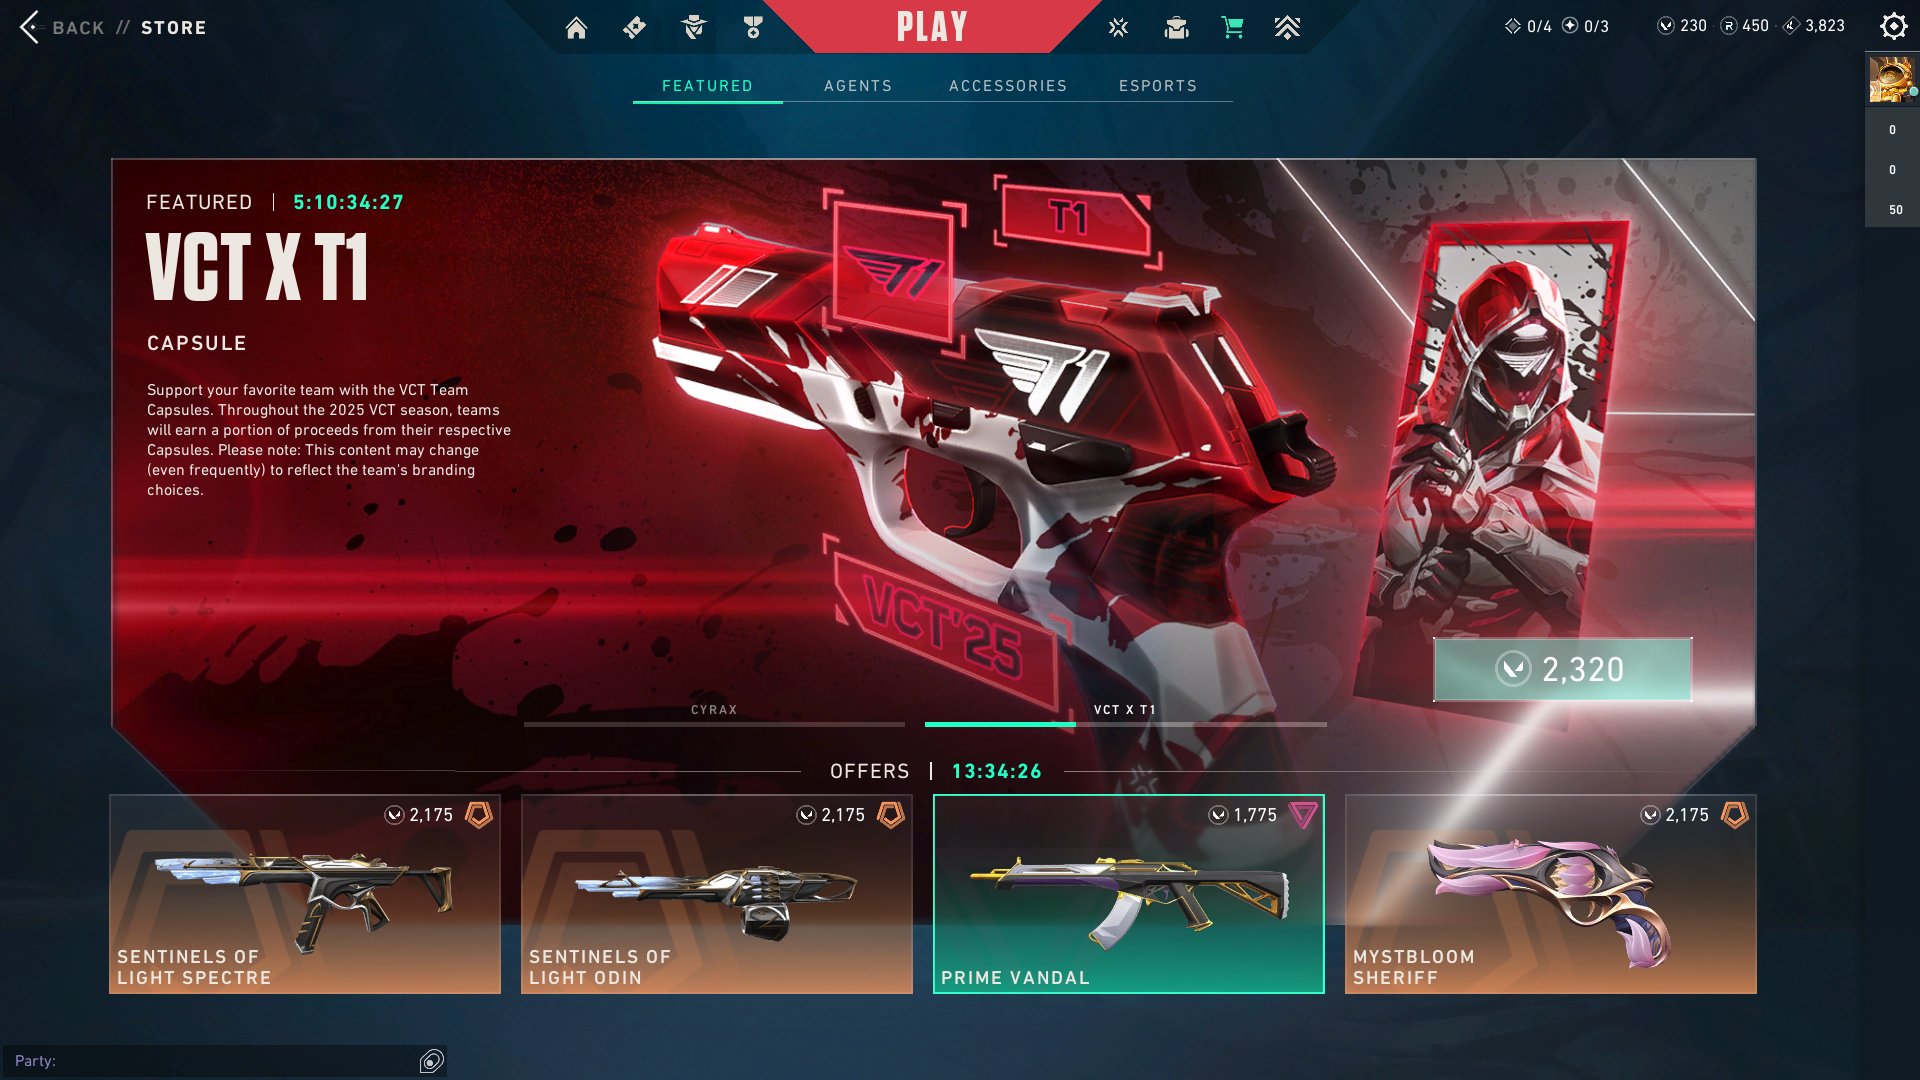 BACK // STORE
PLAY
0/4 0/3 230 450 3,823
FEATURED AGENTS ACCESSORIES ESPORTS
0
0
50
FEATURED | 5:10:34:27
VCT X T1
CAPSULE
Support your favorite team with the VCT Team
Capsules. Throughout the 2025 VCT season, teams
will earn a portion of proceeds from their respective
Capsules. Please note: This content may change
(even frequently) to reflect the team's branding
choices.
T1
T1
T1
VCT'25
2,320
CYRAX
VCT X T1
OFFERS | 13:34:26
2,175
SENTINELS OF
LIGHT SPECTRE
2,175
SENTINELS OF
LIGHT ODIN
1,775
PRIME VANDAL
2,175
MYSTBLOOM
SHERIFF
Party: